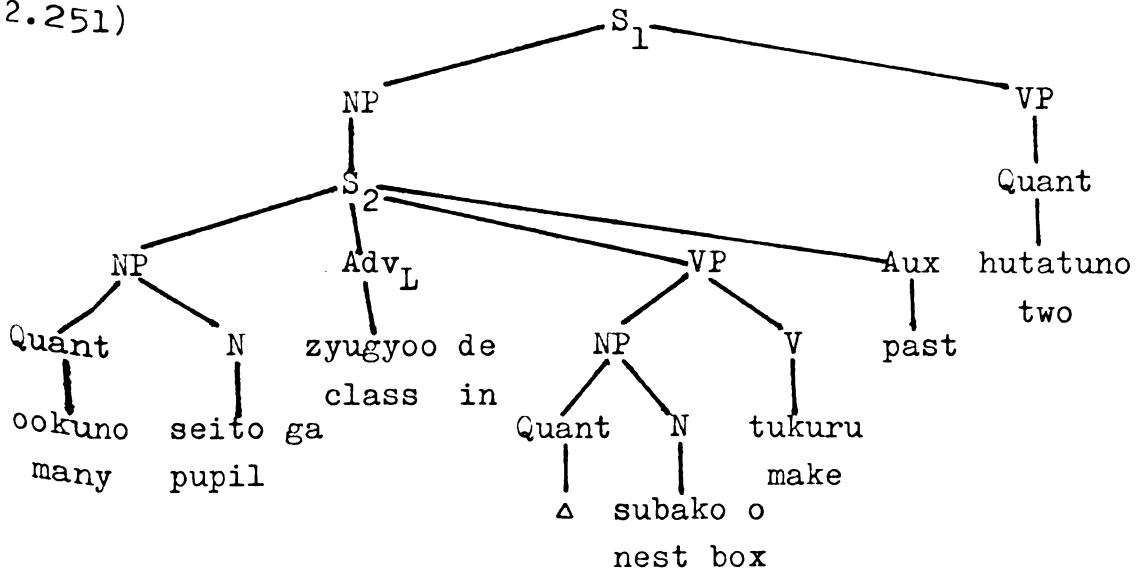 2.251)
S1
NP VP
S2 Quant
NP AdvL VP Aux hutatuno
two
Quant N zyugyoo de NP V past
class in
ookuno seito ga Quant N tukuru
many pupil make
Δ subako o
nest box